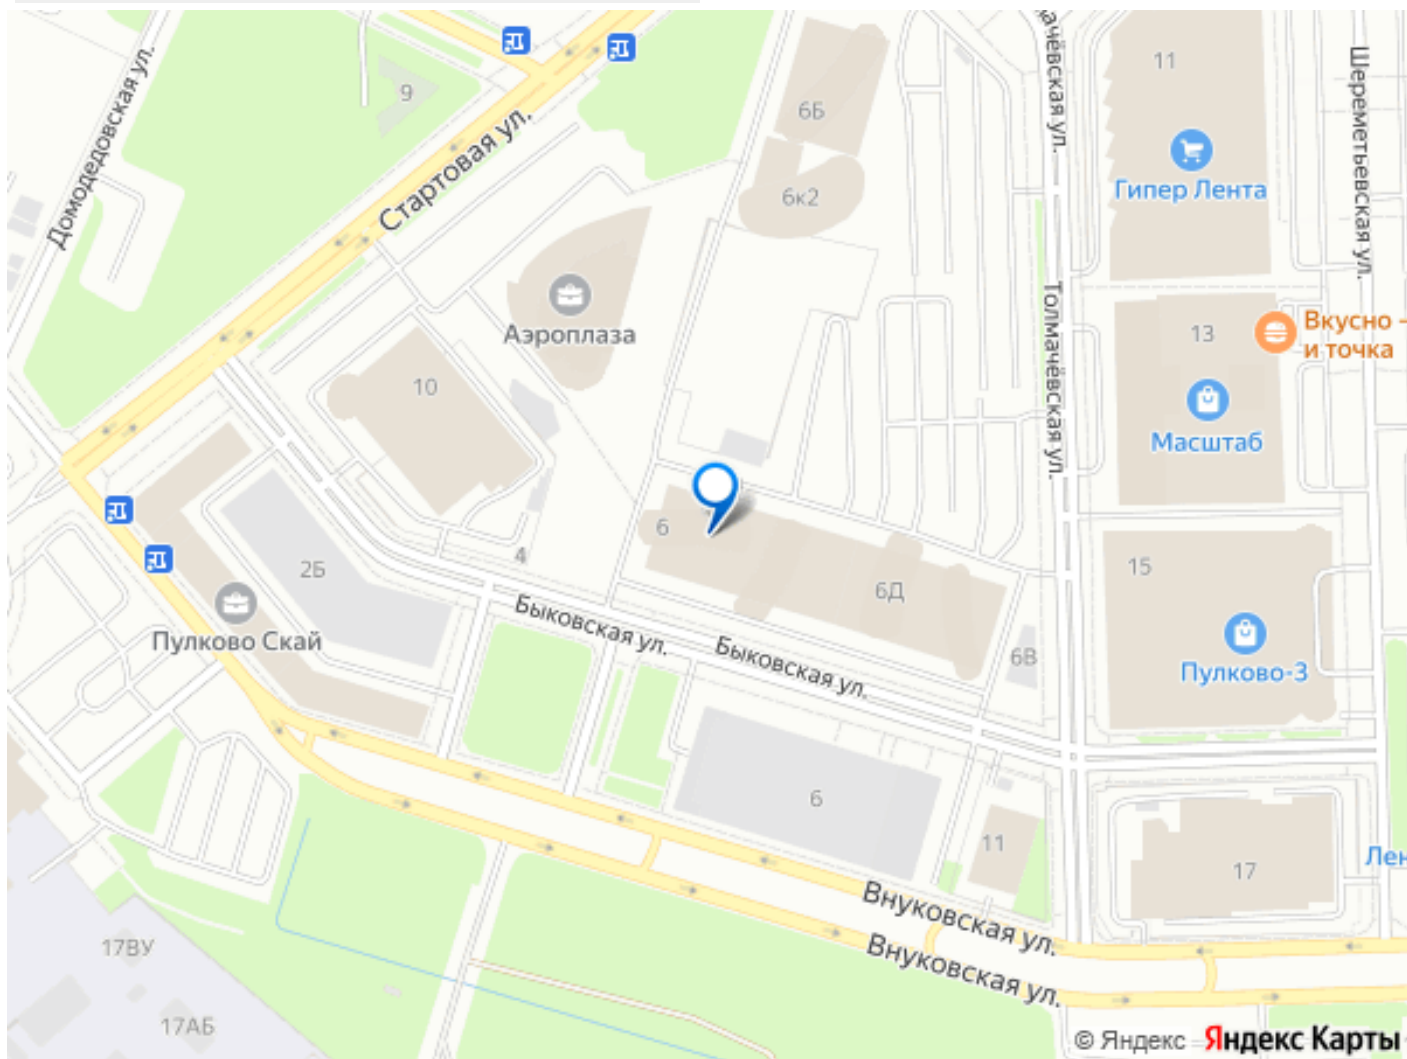 Домодедовская ул.
9
Стартовая ул.
6Б
6к2
11
Гипер Лента
Шереметьевская ул.
Аэроплаза
Толмачёвская ул.
13
Вкусно –
и точка
10
Масштаб
6
2Б
4
6Д
15
Пулково Скай
Быковская ул.
Быковская ул.
6В
Пулково-3
6
11
17
Лен
Внуковская ул.
Внуковская ул.
17ВУ
17АБ
© Яндекс Яндекс Карты